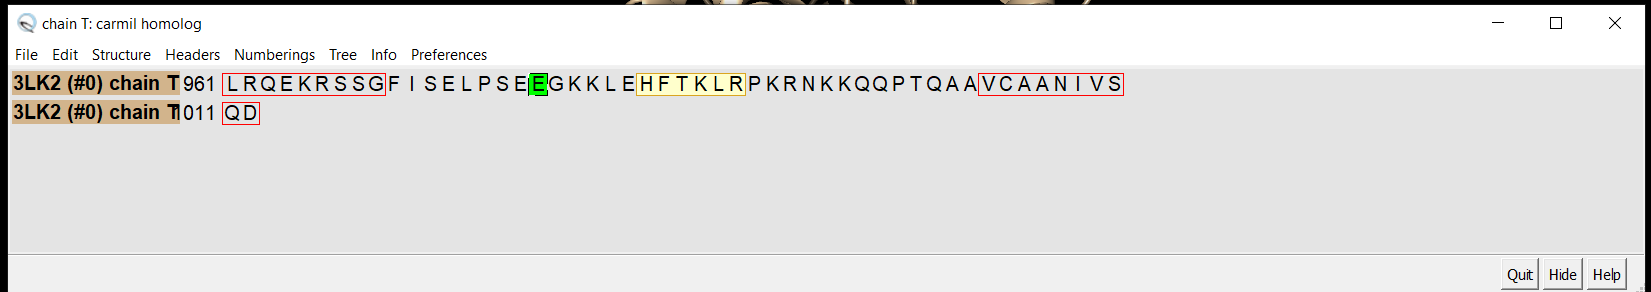 chain T: carmil homolog
File Edit Structure Headers Numberings Tree Info Preferences
3LK2 (#0) chain T 961 LRQEKRSSGFISELPSEEGKKLEHFTKLRPKRNKKQQPTQAAVCAANIVS
3LK2 (#0) chain T 1011 QD
Quit Hide Help